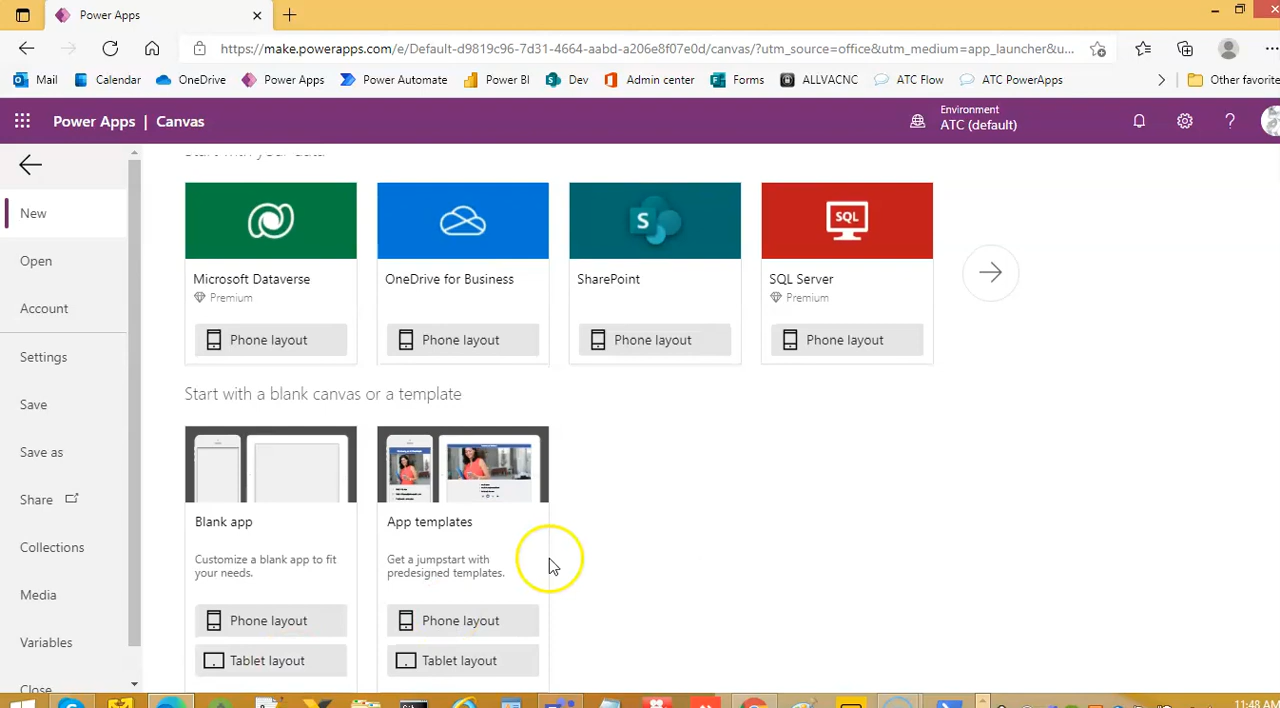 Power Apps
https://make.powerapps.com/e/Default-d9819c96-7d31-4664-aabd-a206e8f07e0d/canvas/?utm_source=office&utm_medium=app_launcher&u...
Mail Calendar OneDrive Power Apps Power Automate Power BI Dev Admin center Forms ALLVACNC ATC Flow ATC PowerApps Other favorite
Power Apps | Canvas
Environment
ATC (default)
?
Start with your data
New
Open
Account
Settings
Save
Save as
Share
Collections
Media
Variables
Close
SQL
Microsoft Dataverse
Premium
Phone layout
OneDrive for Business
Phone layout
S
SharePoint
Phone layout
SQL Server
Premium
Phone layout
Start with a blank canvas or a template
Blank app
Customize a blank app to fit
your needs.
Phone layout
Tablet layout
App templates
Get a jumpstart with
predesigned templates.
Phone layout
Tablet layout
11:48 AM